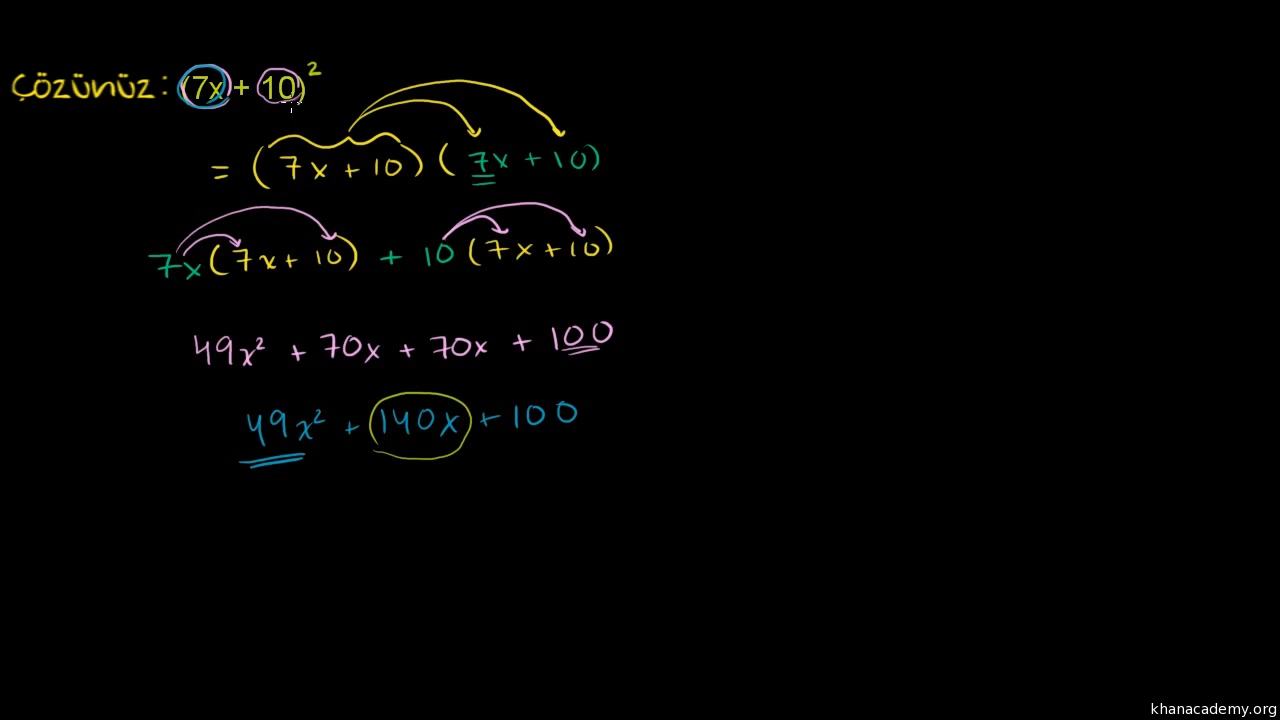 Çözünüz: (7x + 10)²
= (7x + 10)(7x + 10)
7x(7x + 10) + 10(7x + 10)
49x² + 70x + 70x + 100
49x² + 140x + 100
khanacademy.org